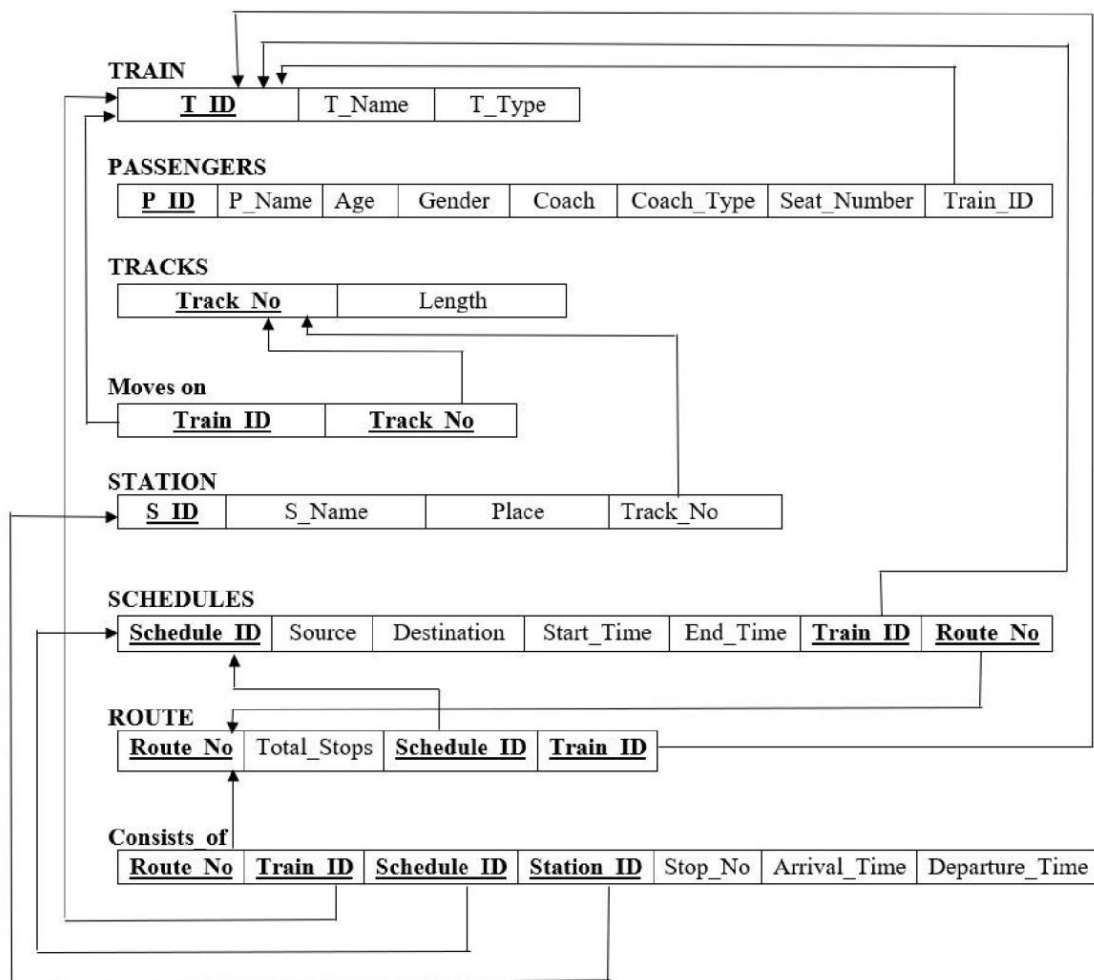 TRAIN
T_ID T_Name T_Type
PASSENGERS
P_ID P_Name Age Gender Coach Coach_Type Seat_Number Train_ID
TRACKS
Track_No Length
Moves on
Train_ID Track_No
STATION
S_ID S_Name Place Track_No
SCHEDULES
Schedule_ID Source Destination Start_Time End_Time Train_ID Route_No
ROUTE
Route_No Total_Stops Schedule_ID Train_ID
Consists_of
Route_No Train_ID Schedule_ID Station_ID Stop_No Arrival_Time Departure_Time